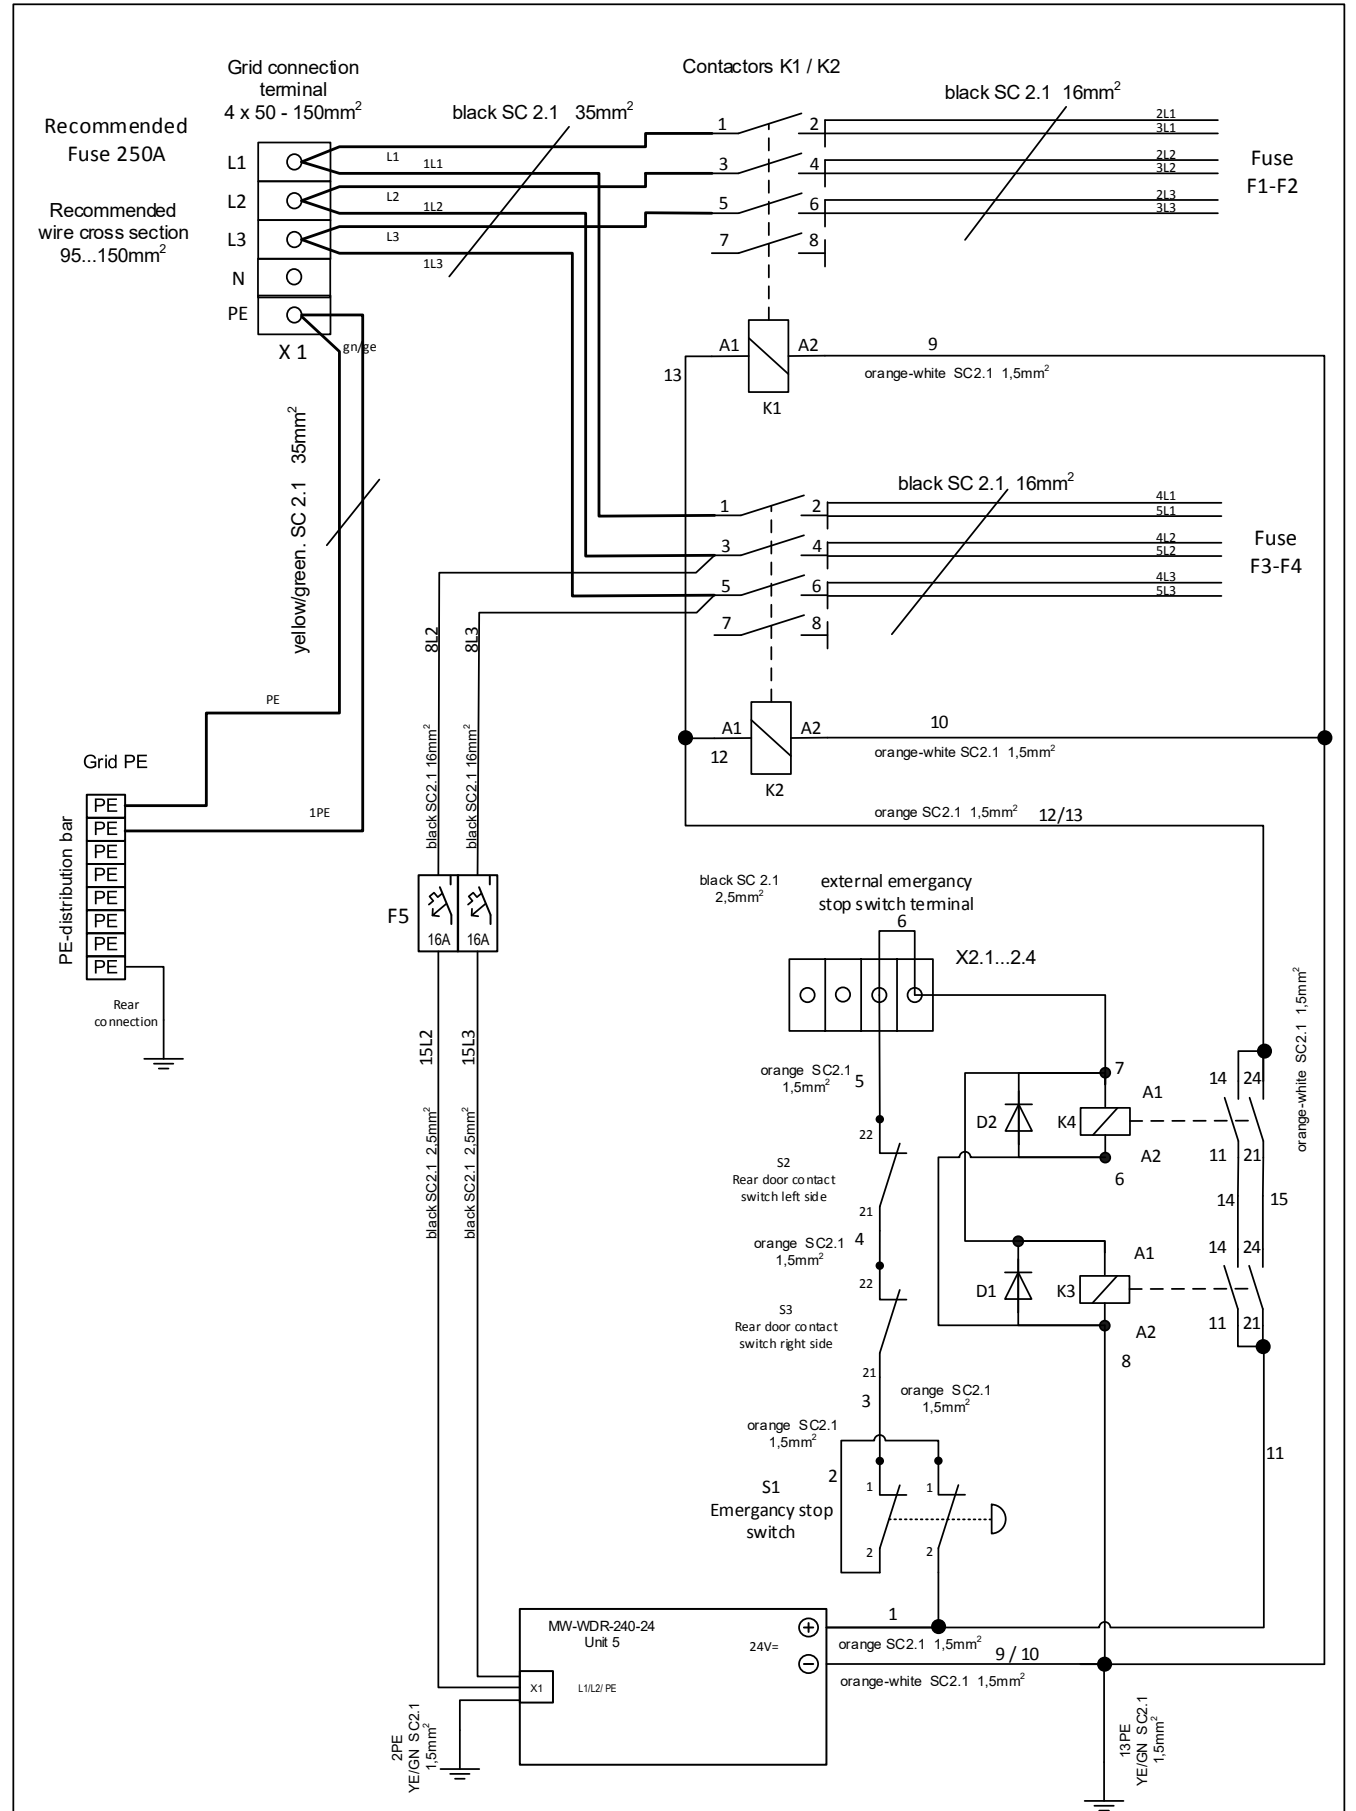 Grid connection
terminal
4 x 50 - 150mm²
Contactors K1 / K2
Recommended
Fuse 250A
Recommended
wire cross section
95...150mm²
black SC 2.1 35mm²
black SC 2.1 16mm²
L1
L2
L3
N
PE
X 1
gn/ge
L1
1L1
L2
1L2
L3
1L3
1
2
3
4
5
6
7
8
2L1
3L1
2L2
3L2
2L3
3L3
Fuse
F1-F2
A1
A2
9
13
orange-white SC2.1 1,5mm²
K1
yellow/green. SC 2.1 35mm²
black SC 2.1 16mm²
1
2
3
4
5
6
7
8
4L1
5L1
4L2
5L2
4L3
5L3
Fuse
F3-F4
8L2
8L3
PE
black SC2.1 16mm²
black SC2.1 16mm²
A1
A2
10
12
orange-white SC2.1 1,5mm²
K2
Grid PE
PE
PE
PE
PE
PE
PE
PE
PE
PE-distribution bar
1PE
Rear
connection
orange SC2.1 1,5mm² 12/13
F5
16A
16A
black SC 2.1
2,5mm²
external emergancy
stop switch terminal
6
X2.1...2.4
orange-white SC2.1 1,5mm²
15L2
15L3
black SC2.1 2,5mm²
black SC2.1 2,5mm²
orange SC2.1
1,5mm²
5
7
A1
D2
K4
A2
6
14
24
11
21
14
15
22
S2
Rear door contact
switch left side
21
orange SC2.1
1,5mm²
4
A1
D1
K3
A2
8
14
24
11
21
22
S3
Rear door contact
switch right side
21
3
orange SC2.1
1,5mm²
orange SC2.1
1,5mm²
11
2
S1
Emergancy stop
switch
1
1
2
2
MW-WDR-240-24
Unit 5
24V=
1
orange SC2.1 1,5mm²
9 / 10
orange-white SC2.1 1,5mm²
X1
L1/L2/ PE
2PE
YE/GN SC2.1
1,5mm²
13PE
YE/GN SC2.1
1,5mm²